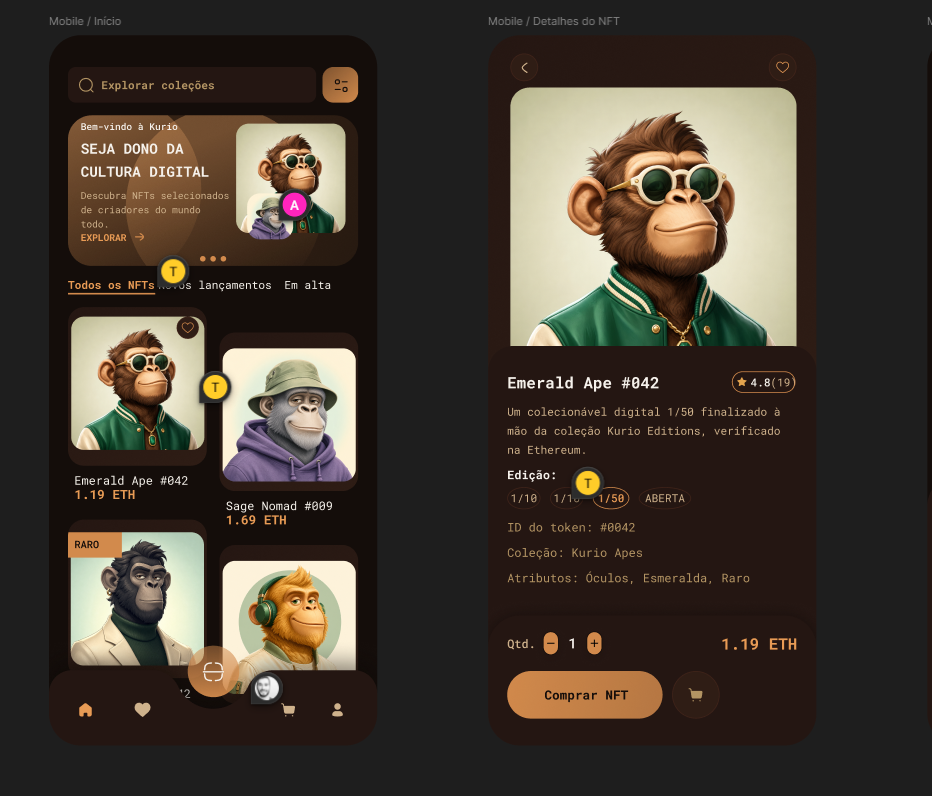 Mobile / Início
Explorar coleções
Bem-vindo à Kurio
SEJA DONO DA
CULTURA DIGITAL
Descubra NFTs selecionados
de criadores do mundo
todo.
EXPLORAR →
A
T
Todos os NFTs lançamentos Em alta
T
Emerald Ape #042
1.19 ETH
Sage Nomad #009
1.69 ETH
RARO
Mobile / Detalhes do NFT
Emerald Ape #042
4.8(19
Um colecionável digital 1/50 finalizado à
mão da coleção Kurio Editions, verificado
na Ethereum.
Edição:
T
1/10 1/50 ABERTA
ID do token: #0042
Coleção: Kurio Apes
Atributos: Óculos, Esmeralda, Raro
Qtd. − 1 + 1.19 ETH
Comprar NFT